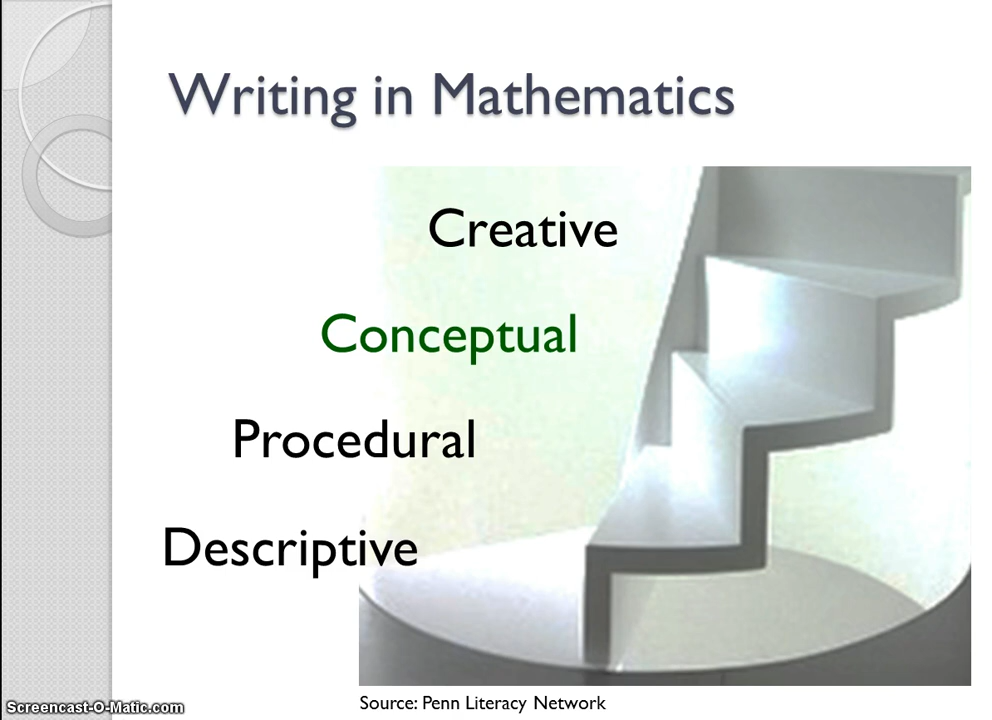 Writing in Mathematics
Creative
Conceptual
Procedural
Descriptive
Source: Penn Literacy Network
Screencast-O-Matic.com